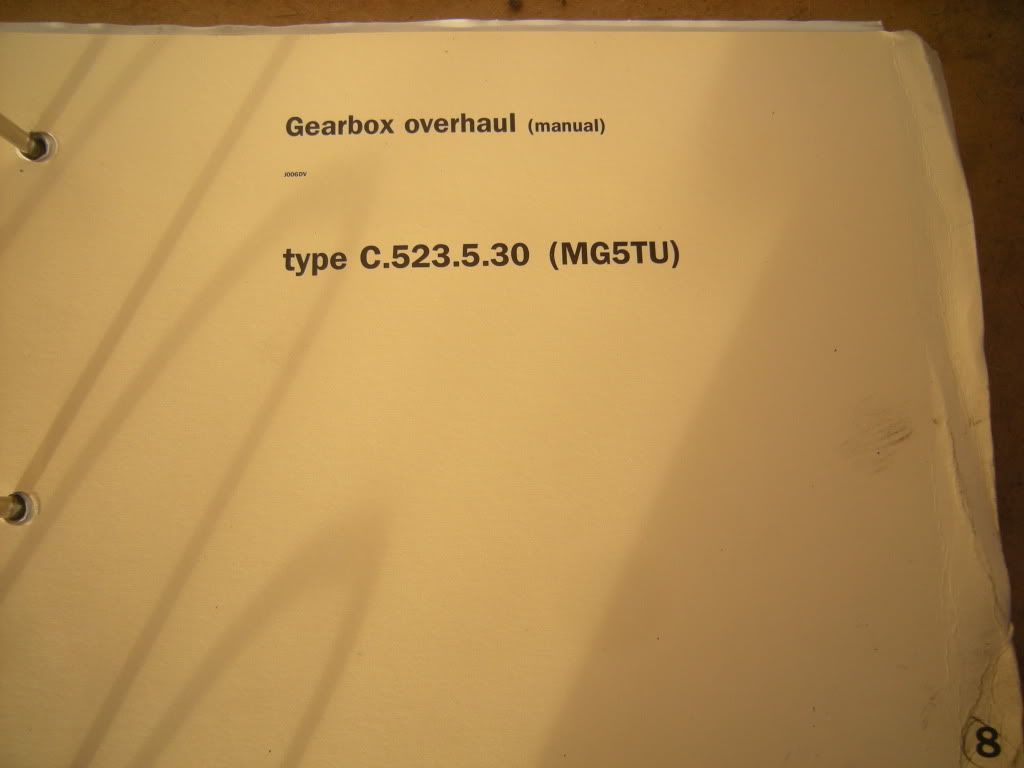 Gearbox overhaul (manual)
J006DV
type C.523.5.30 (MG5TU)
8